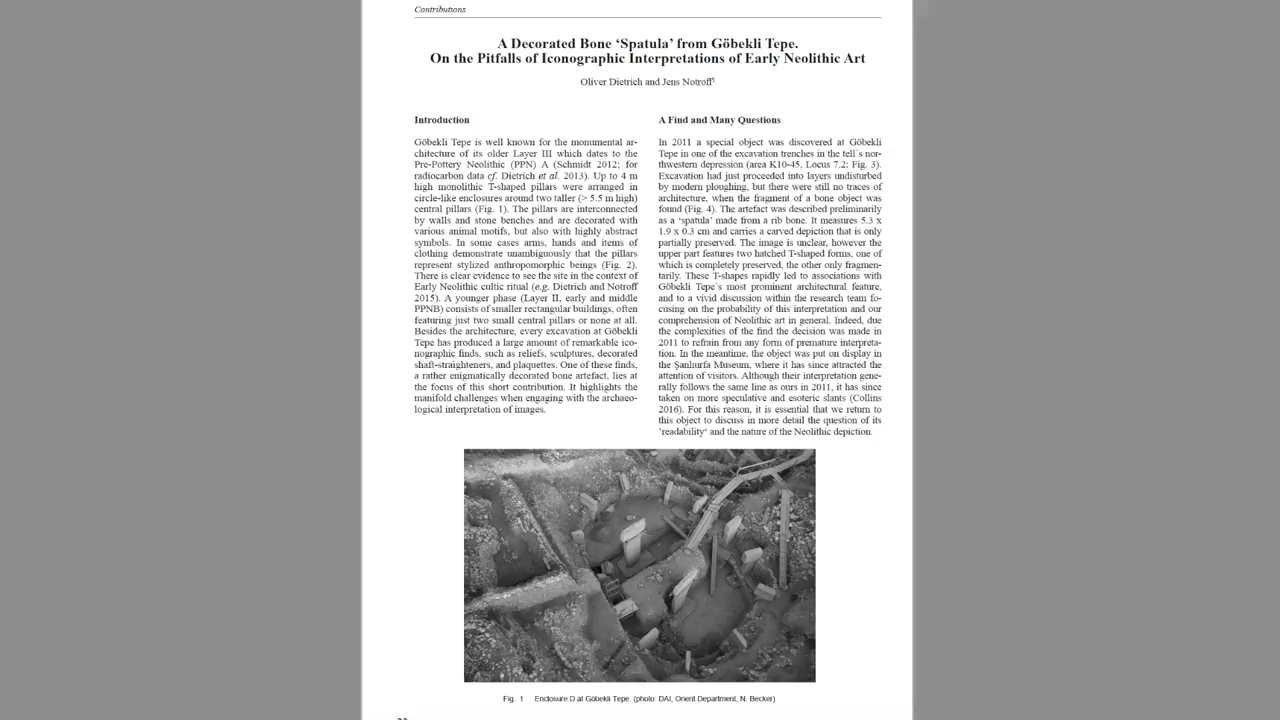 Contributions
A Decorated Bone ‘Spatula’ from Göbekli Tepe.
On the Pitfalls of Iconographic Interpretations of Early Neolithic Art
Oliver Dietrich and Jens Notroff¹
Introduction
Göbekli Tepe is well known for the monumental ar-
chitecture of its older Layer III which dates to the
Pre-Pottery Neolithic (PPN) A (Schmidt 2012; for
radiocarbon data cf. Dietrich et al. 2013). Up to 4 m
high monolithic T-shaped pillars were arranged in
circle-like enclosures around two taller (> 5.5 m high)
central pillars (Fig. 1). The pillars are interconnected
by walls and stone benches and are decorated with
various animal motifs, but also with highly abstract
symbols. In some cases arms, hands and items of
clothing demonstrate unambiguously that the pillars
represent stylized anthropomorphic beings (Fig. 2).
There is clear evidence to see the site in the context of
Early Neolithic cultic ritual (e.g. Dietrich and Notroff
2015). A younger phase (Layer II, early and middle
PPNB) consists of smaller rectangular buildings, often
featuring just two small central pillars or none at all.
Besides the architecture, every excavation at Göbekli
Tepe has produced a large amount of remarkable ico-
nographic finds, such as reliefs, sculptures, decorated
shaft-straighteners, and plaquettes. One of these finds,
a rather enigmatically decorated bone artefact, lies at
the focus of this short contribution. It highlights the
manifold challenges when engaging with the archaeo-
logical interpretation of images.
A Find and Many Questions
In 2011 a special object was discovered at Göbekli
Tepe in one of the excavation trenches in the tell´s nor-
thwestern depression (area K10-45, Locus 7.2; Fig. 3).
Excavation had just proceeded into layers undisturbed
by modern ploughing, but there were still no traces of
architecture, when the fragment of a bone object was
found (Fig. 4). The artefact was described preliminarily
as a ‘spatula’ made from a rib bone. It measures 5.3 x
1.9 x 0.3 cm and carries a carved depiction that is only
partially preserved. The image is unclear, however the
upper part features two hatched T-shaped forms, one of
which is completely preserved, the other only fragmen-
tarily. These T-shapes rapidly led to associations with
Göbekli Tepe´s most prominent architectural feature,
and to a vivid discussion within the research team fo-
cusing on the probability of this interpretation and our
comprehension of Neolithic art in general. Indeed, due
the complexities of the find the decision was made in
2011 to refrain from any form of premature interpreta-
tion. In the meantime, the object was put on display in
the Şanlıurfa Museum, where it has since attracted the
attention of visitors. Although their interpretation gene-
rally follows the same line as ours in 2011, it has since
taken on more speculative and esoteric slants (Collins
2016). For this reason, it is essential that we return to
this object to discuss in more detail the question of its
’readability‘ and the nature of the Neolithic depiction.
Fig. 1 Enclosure D at Göbekli Tepe. (photo: DAI, Orient Department, N. Becker)